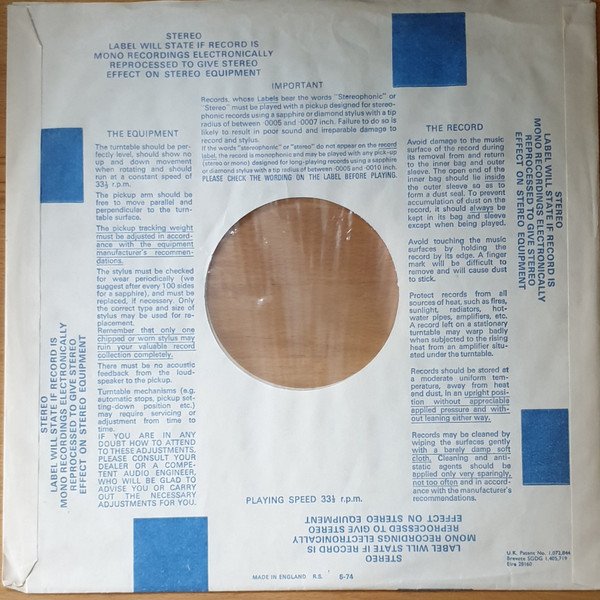 STEREO
LABEL WILL STATE IF RECORD IS
MONO RECORDINGS ELECTRONICALLY
REPROCESSED TO GIVE STEREO
EFFECT ON STEREO EQUIPMENT
IMPORTANT
Records, whose Labels bear the words "Stereophonic" or
"Stereo" must be played with a pickup designed for stereo-
phonic records using a sapphire or diamond stylus with a tip
radius of between ·0005 and ·0007 inch. Failure to do so is
likely to result in poor sound and irreparable damage to
record and stylus.
If the words "stereophonic" or "stereo" do not appear on the record
label, the record is monophonic and may be played with any pick-up
(stereo or mono) designed for long-playing records using a sapphire
or diamond stylus with a tip radius of between ·0005 and ·0010 inch.
PLEASE CHECK THE WORDING ON THE LABEL BEFORE PLAYING.
THE EQUIPMENT
The turntable should be per-
fectly level, should show no
up and down movement
when rotating and should
run at a constant speed of
33⅓ r.p.m.
The pickup arm should be
free to move parallel and
perpendicular to the turn-
table surface.
The pickup tracking weight
must be adjusted in accord-
ance with the equipment
manufacturer's recommen-
dations.
The stylus must be checked
for wear periodically (we
suggest after every 100 sides
for a sapphire), and must be
replaced, if necessary. Only
the correct type and size of
stylus may be used for re-
placement.
Remember that only one
chipped or worn stylus may
ruin your valuable record
collection completely.
There must be no acoustic
feedback from the loud-
speaker to the pickup.
Turntable mechanisms (e.g.
automatic stops, pickup set-
ting-down position etc.)
may require servicing or
adjustment from time to
time.
IF YOU ARE IN ANY
DOUBT HOW TO ATTEND
TO THESE ADJUSTMENTS,
PLEASE CONSULT YOUR
DEALER OR A COMPE-
TENT AUDIO ENGINEER,
WHO WILL BE GLAD TO
ADVISE YOU OR CARRY
OUT THE NECESSARY
ADJUSTMENTS FOR YOU.
THE RECORD
Avoid damage to the music
surface of the record during
its removal from and return
to the inner bag and outer
sleeve. The open end of the
inner bag should lie inside
the outer sleeve so as to
form a dust seal. To prevent
accumulation of dust on the
record, it should always be
kept in its bag and sleeve
except when being played.
Avoid touching the music
surfaces by holding the
record by its edge. A finger
mark will be difficult to
remove and will cause dust
to stick.
Protect records from all
sources of heat, such as fires,
sunlight, radiators, hot-
water pipes, amplifiers, etc.
A record left on a stationary
turntable may warp badly
when subjected to the rising
heat from an amplifier situ-
ated under the turntable.
Records should be stored at
a moderate uniform tem-
perature, away from heat
and dust, in an upright posi-
tion without appreciable
applied pressure and with-
out leaning either way.
Records may be cleaned by
wiping the surfaces gently
with a barely damp soft
cloth. Cleaning and anti-
static agents should be
applied only very sparingly,
not too often and in accord-
ance with the manufacturer's
recommendations.
STEREO
LABEL WILL STATE IF RECORD IS
MONO RECORDINGS ELECTRONICALLY
REPROCESSED TO GIVE STEREO
EFFECT ON STEREO EQUIPMENT
STEREO
LABEL WILL STATE IF RECORD IS
MONO RECORDINGS ELECTRONICALLY
REPROCESSED TO GIVE STEREO
EFFECT ON STEREO EQUIPMENT
PLAYING SPEED 33⅓ r.p.m.
STEREO
LABEL WILL STATE IF RECORD IS
MONO RECORDINGS ELECTRONICALLY
REPROCESSED TO GIVE STEREO
EFFECT ON STEREO EQUIPMENT
U.K. Patent No. 1,072,844
Brevete SGDG 1,405,719
Eire 28160
MADE IN ENGLAND R.S. 5-74